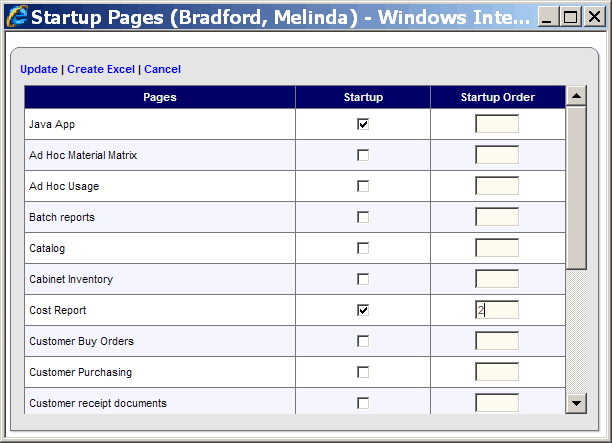 Startup Pages (Bradford, Melinda) - Windows Inte...
Update | Create Excel | Cancel
Pages Startup Startup Order
Java App
Ad Hoc Material Matrix
Ad Hoc Usage
Batch reports
Catalog
Cabinet Inventory
Cost Report 2
Customer Buy Orders
Customer Purchasing
Customer receipt documents